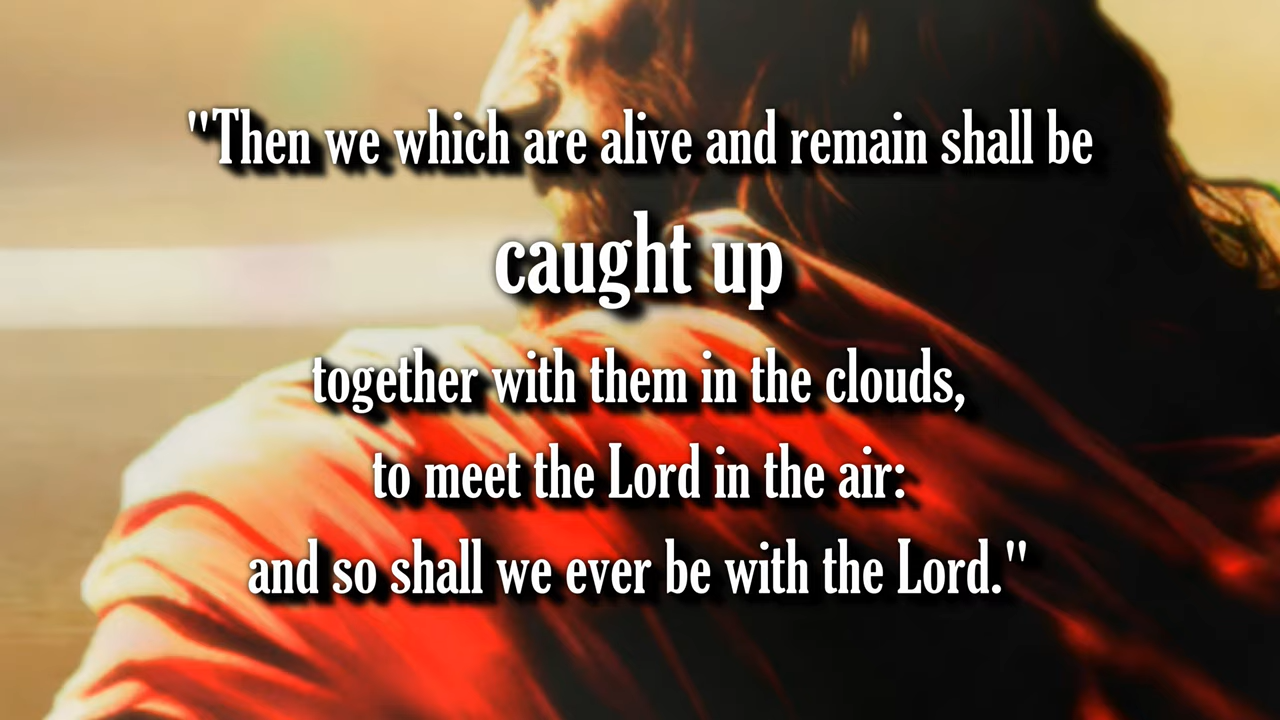 "Then we which are alive and remain shall be
caught up
together with them in the clouds,
to meet the Lord in the air:
and so shall we ever be with the Lord."